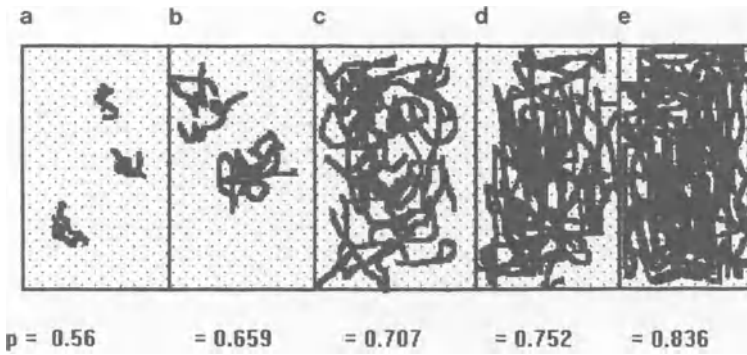 a b c d e
p = 0.56 = 0.659 = 0.707 = 0.752 = 0.836